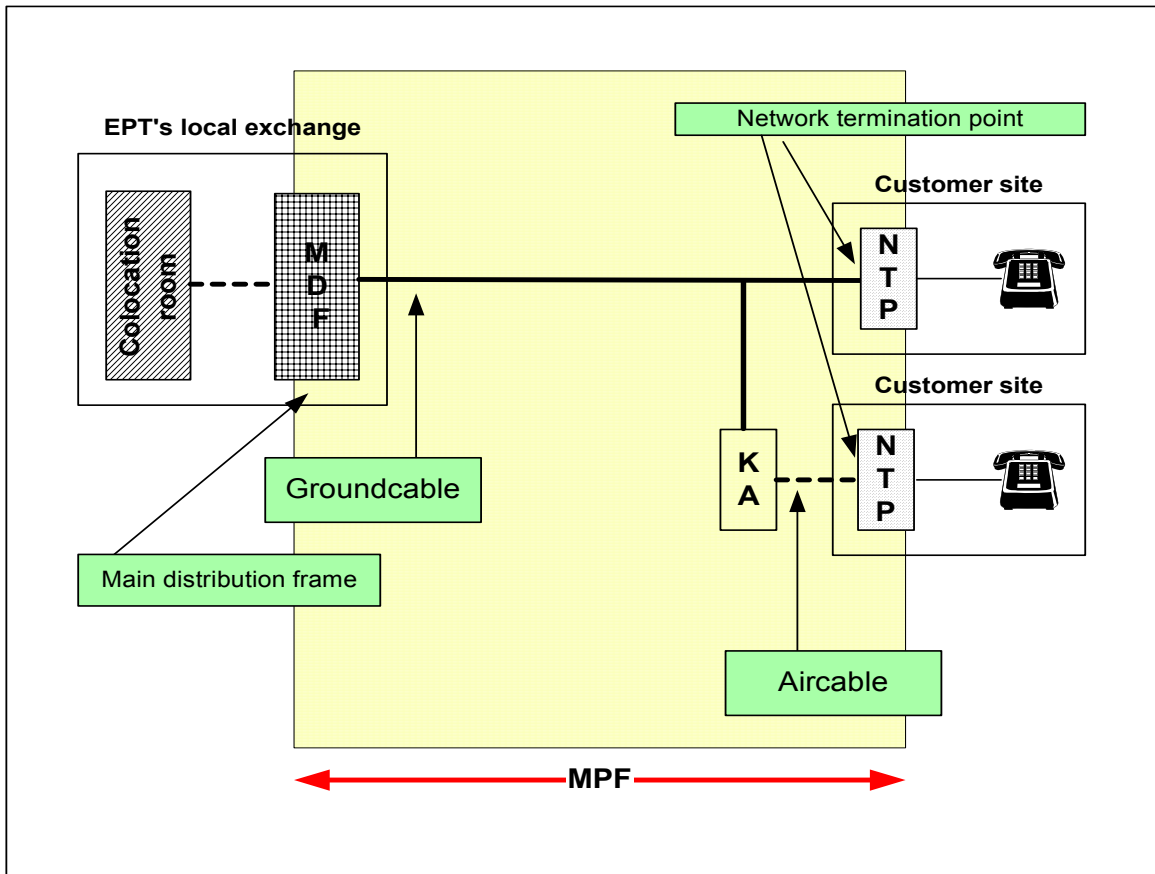 EPT's local exchange
Network termination point
Customer site
Colocation
room
M
D
F
N
T
P
Customer site
Groundcable
K
A
N
T
P
Main distribution frame
Aircable
MPF